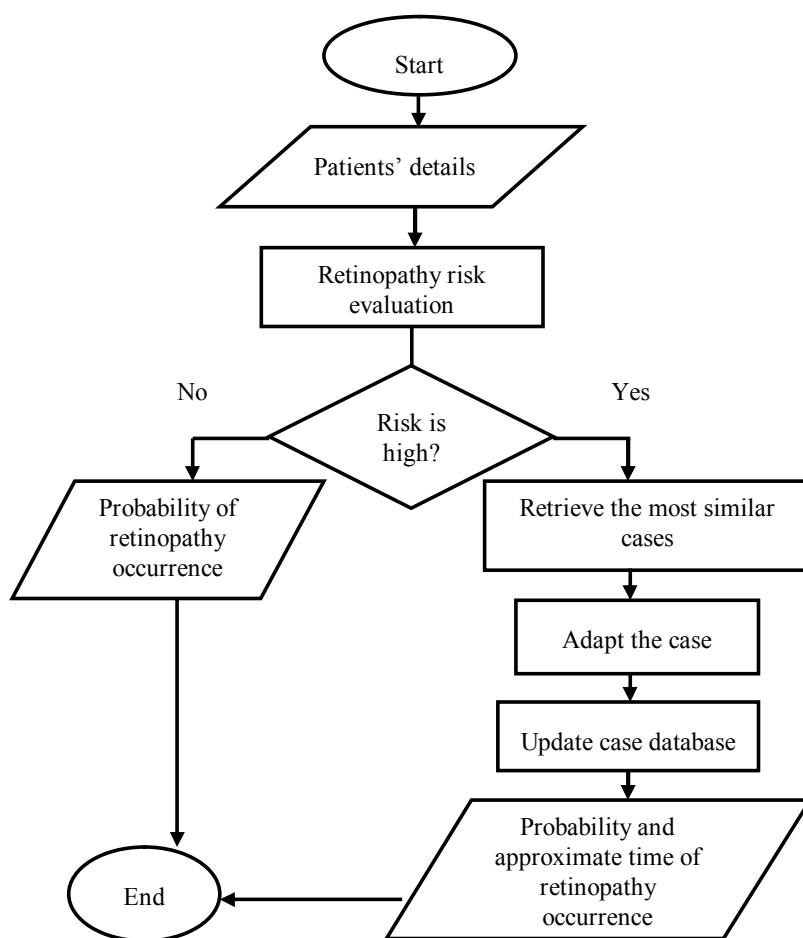 Start
Patients’ details
Retinopathy risk
evaluation
No
Yes
Risk is
high?
Probability of
retinopathy
occurrence
Retrieve the most similar
cases
Adapt the case
Update case database
Probability and
approximate time of
retinopathy
occurrence
End